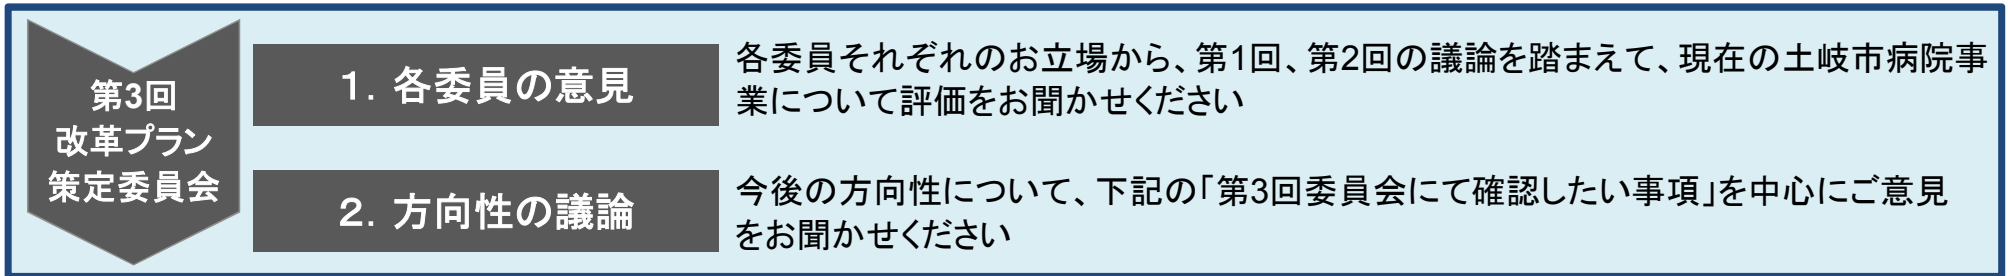 第3回
改革プラン
策定委員会
１．各委員の意見
各委員それぞれのお立場から、第1回、第2回の議論を踏まえて、現在の土岐市病院事
業について評価をお聞かせください
２．方向性の議論
今後の方向性について、下記の「第3回委員会にて確認したい事項」を中心にご意見
をお聞かせください